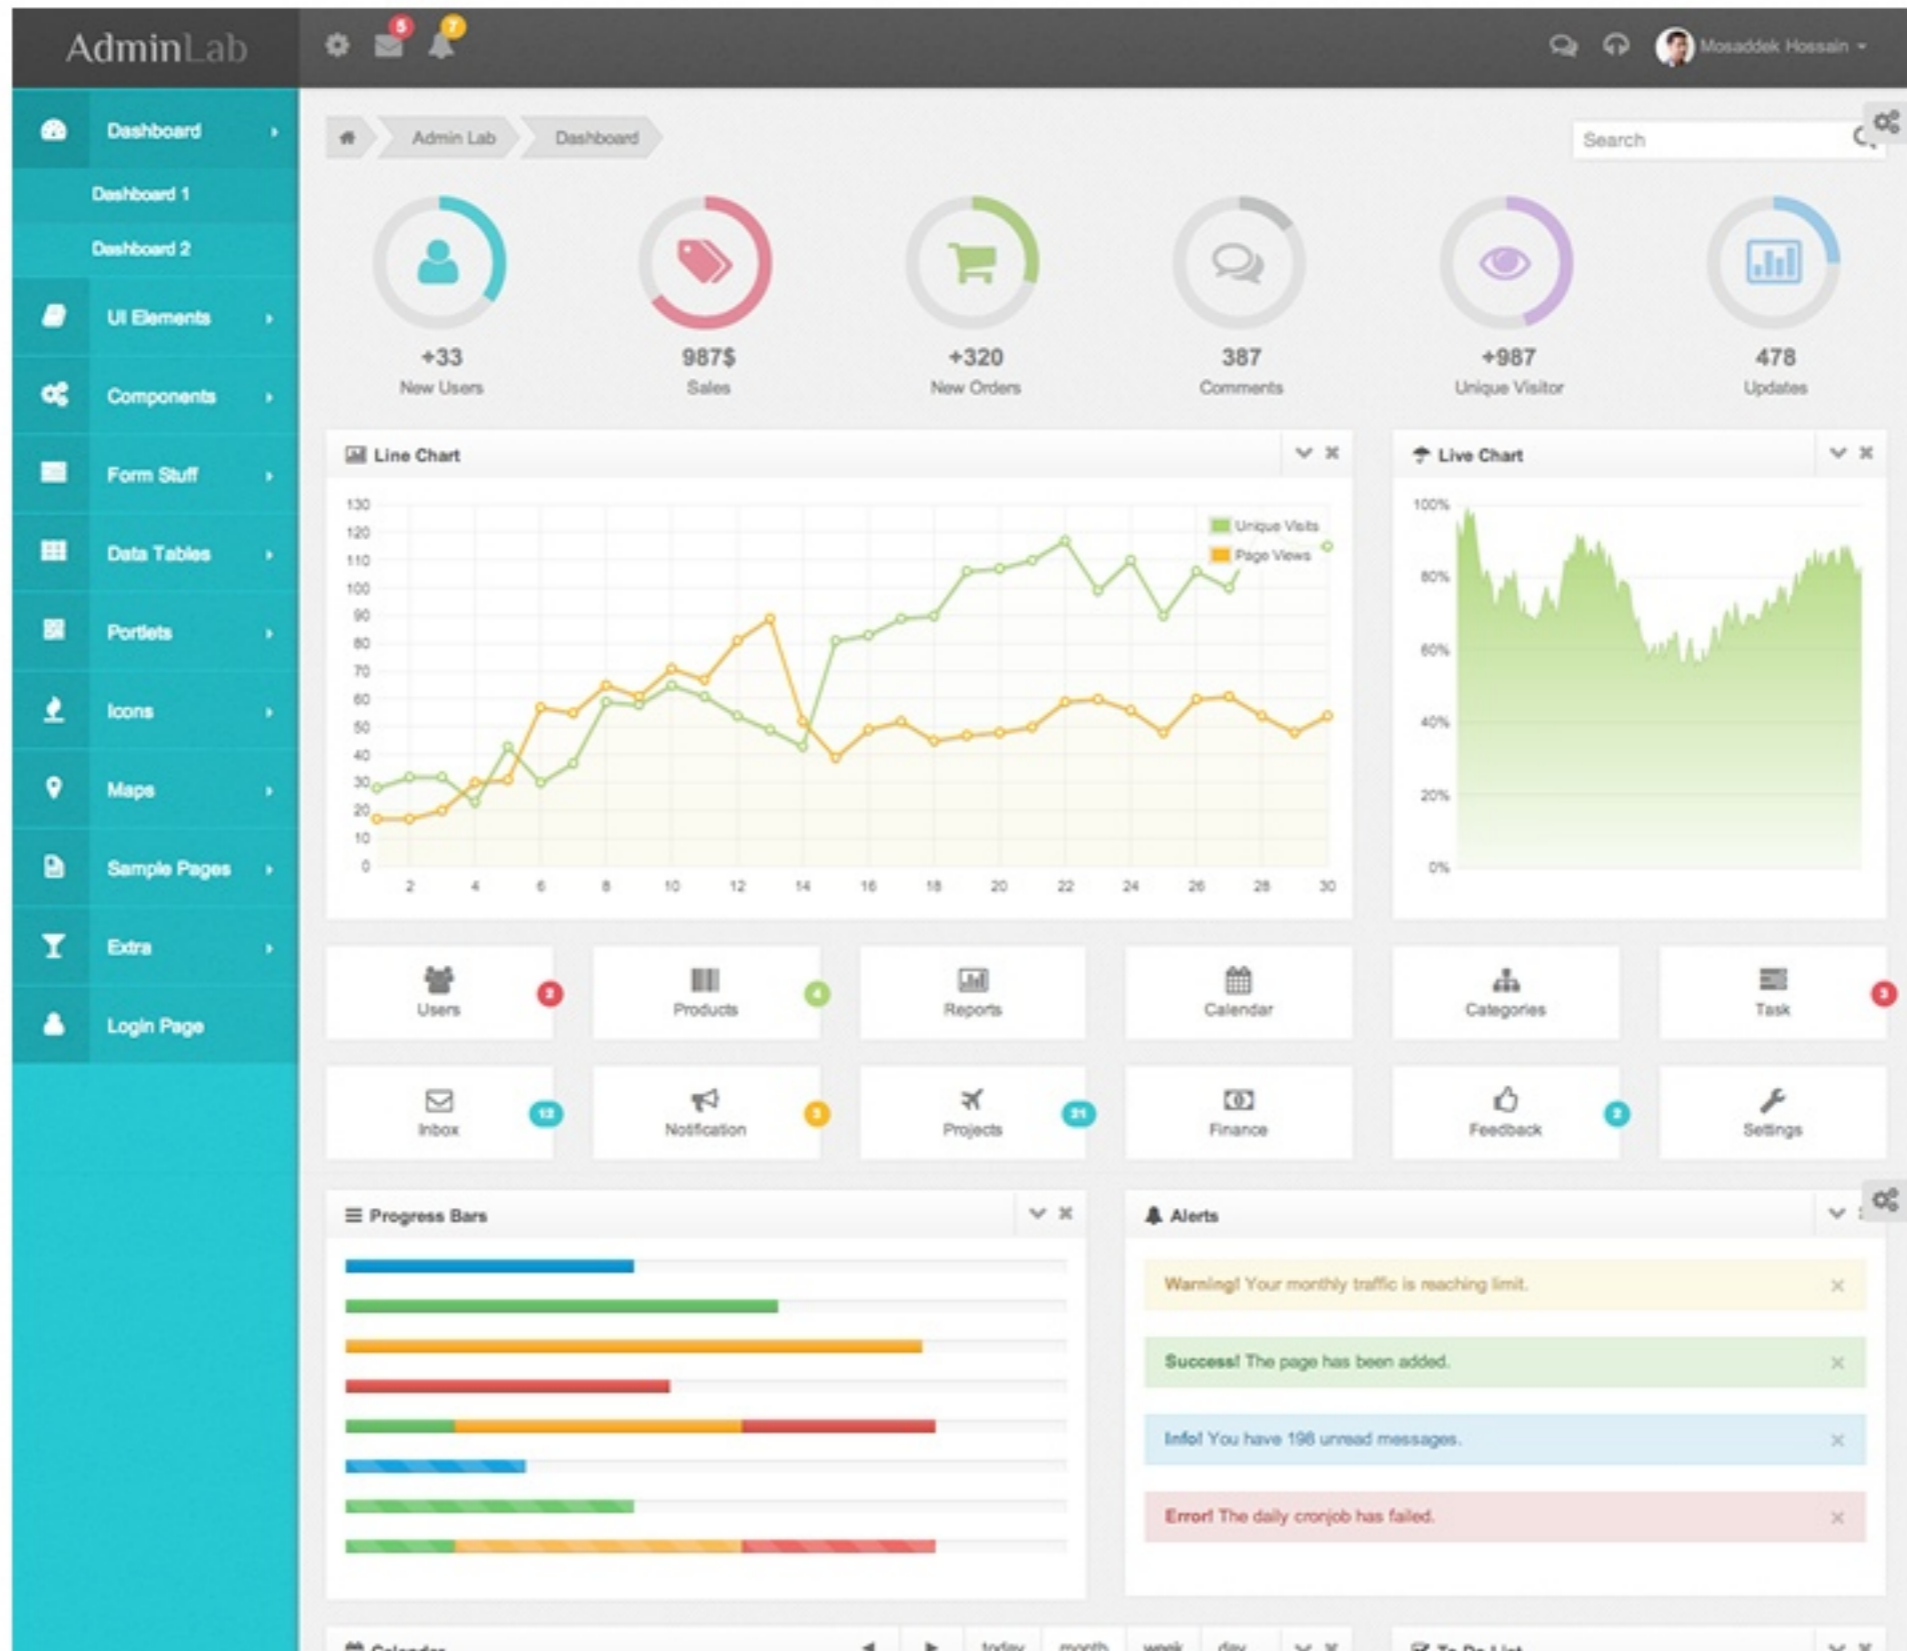 AdminLab
5
7
Mosaddek Hossain
Dashboard
Dashboard 1
Dashboard 2
UI Elements
Components
Form Stuff
Data Tables
Portlets
Icons
Maps
Sample Pages
Extra
Login Page
Admin Lab
Dashboard
Search
+33
New Users
987$
Sales
+320
New Orders
387
Comments
+987
Unique Visitor
478
Updates
Line Chart
130
120
110
100
90
80
70
60
50
40
30
20
10
0
2 4 6 8 10 12 14 16 18 20 22 24 26 28 30
Unique Visits
Page Views
Live Chart
100%
80%
60%
40%
20%
0%
Users
2
Products
4
Reports
Calendar
Categories
Task
3
Inbox
12
Notification
3
Projects
21
Finance
Feedback
2
Settings
Progress Bars
Alerts
Warning! Your monthly traffic is reaching limit.
Success! The page has been added.
Info! You have 198 unread messages.
Error! The daily cronjob has failed.
Calendar
today month week day
To Do List